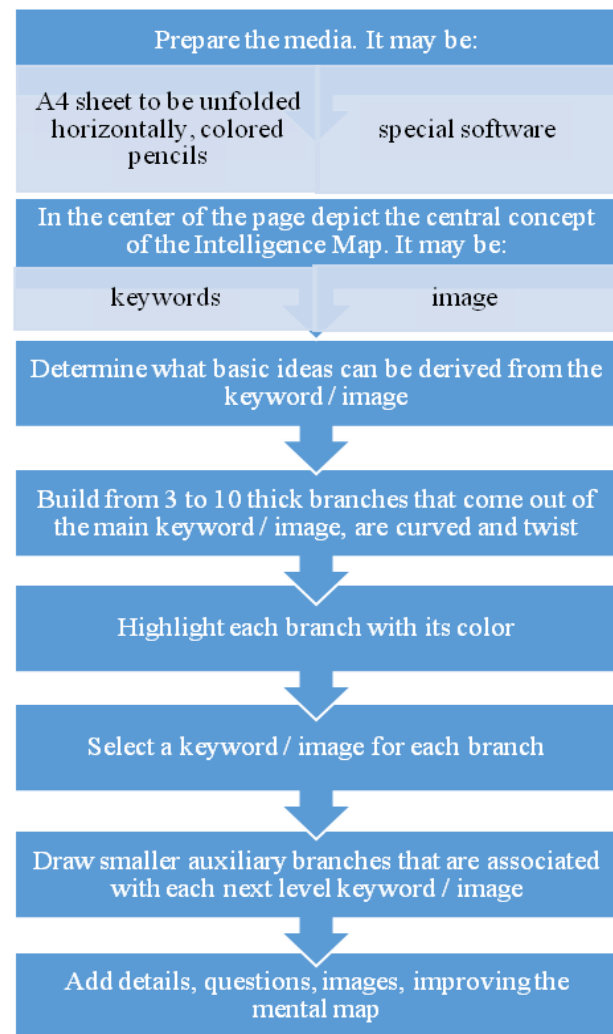 Prepare the media. It may be:
A4 sheet to be unfolded
horizontally, colored
pencils
special software
In the center of the page depict the central concept
of the Intelligence Map. It may be:
keywords
image
Determine what basic ideas can be derived from the
keyword / image
Build from 3 to 10 thick branches that come out of
the main keyword / image, are curved and twist
Highlight each branch with its color
Select a keyword / image for each branch
Draw smaller auxiliary branches that are associated
with each next level keyword / image
Add details, questions, images, improving the
mental map